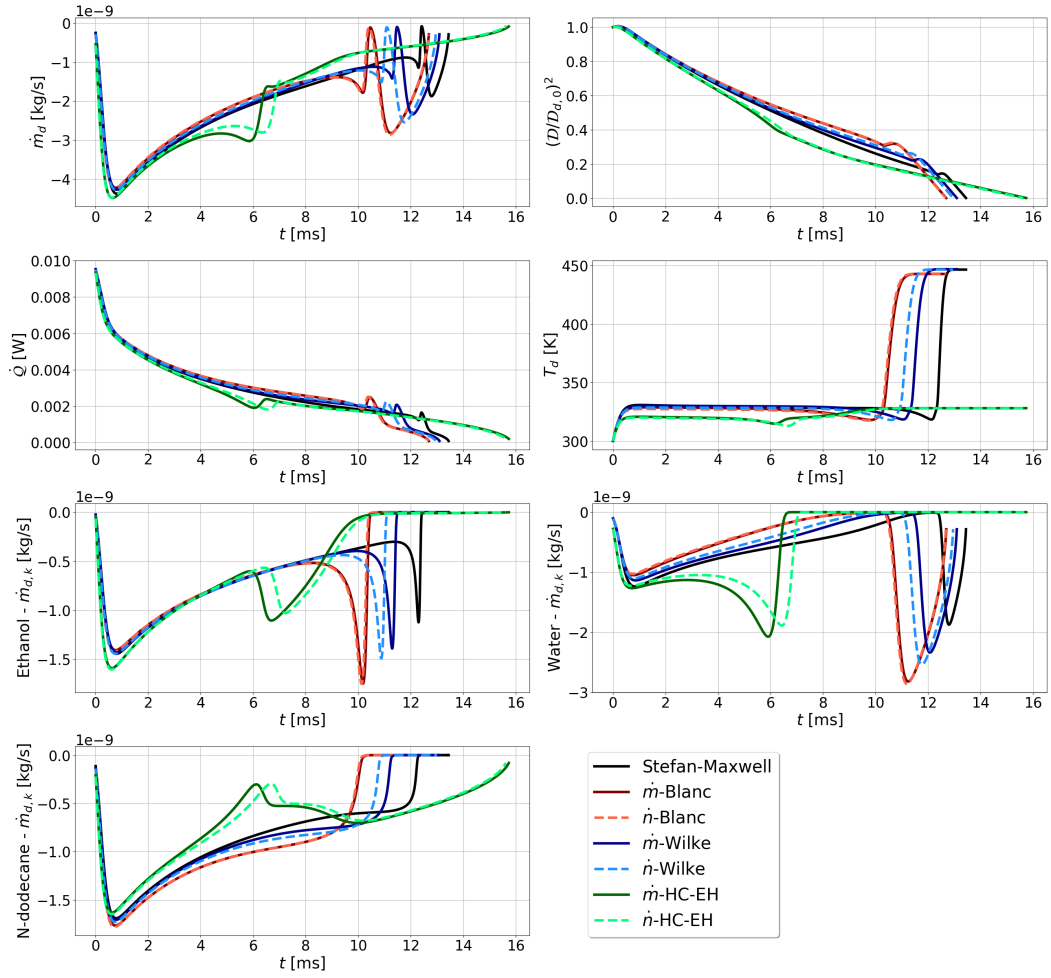 1e−9
ṁ_d [kg/s]
0
−1
−2
−3
−4
0 2 4 6 8 10 12 14 16
t [ms]
(𝒟/𝒟_{d,0})²
1.0
0.8
0.6
0.4
0.2
0.0
0 2 4 6 8 10 12 14 16
t [ms]
Q̇ [W]
0.010
0.008
0.006
0.004
0.002
0.000
0 2 4 6 8 10 12 14 16
t [ms]
T_d [K]
450
400
350
300
0 2 4 6 8 10 12 14 16
t [ms]
1e−9
Ethanol - ṁ_{d,k} [kg/s]
0.0
−0.5
−1.0
−1.5
0 2 4 6 8 10 12 14 16
t [ms]
1e−9
Water - ṁ_{d,k} [kg/s]
0
−1
−2
−3
0 2 4 6 8 10 12 14 16
t [ms]
1e−9
N-dodecane - ṁ_{d,k} [kg/s]
0.0
−0.5
−1.0
−1.5
0 2 4 6 8 10 12 14 16
t [ms]
Stefan-Maxwell
ṁ-Blanc
ṅ-Blanc
ṁ-Wilke
ṅ-Wilke
ṁ-HC-EH
ṅ-HC-EH